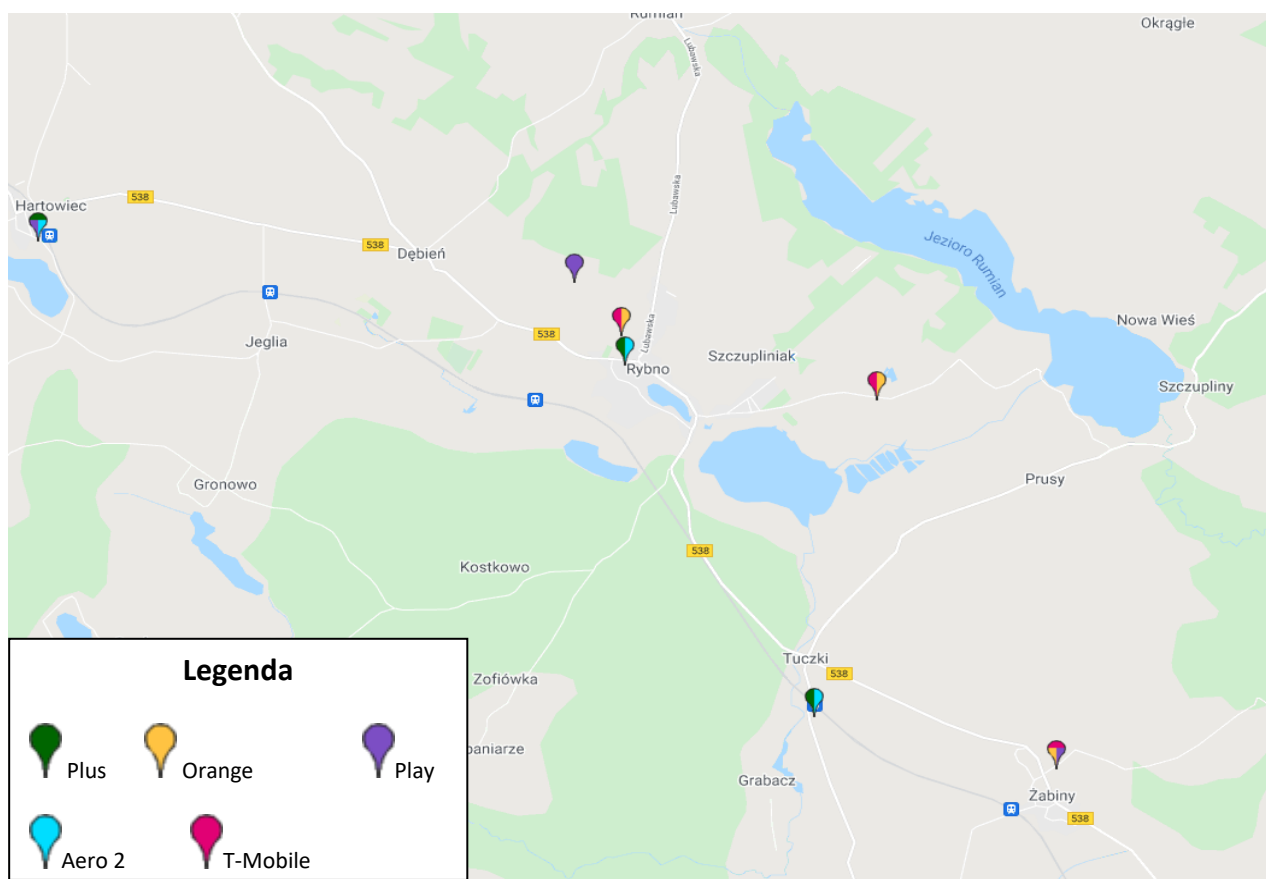 Rumian
Okrągłe
Lubawska
538
Hartowiec
Lubawska
538
Dębień
Jezioro Rumian
Nowa Wieś
Lubawska
538
Jeglia
Szczupliniak
Rybno
Szczupliny
Gronowo
Prusy
538
Kostkowo
Tuczki
538
Zofiówka
Grabacz
Żabiny
538
Legenda
Plus
Orange
Play
Aero 2
T-Mobile